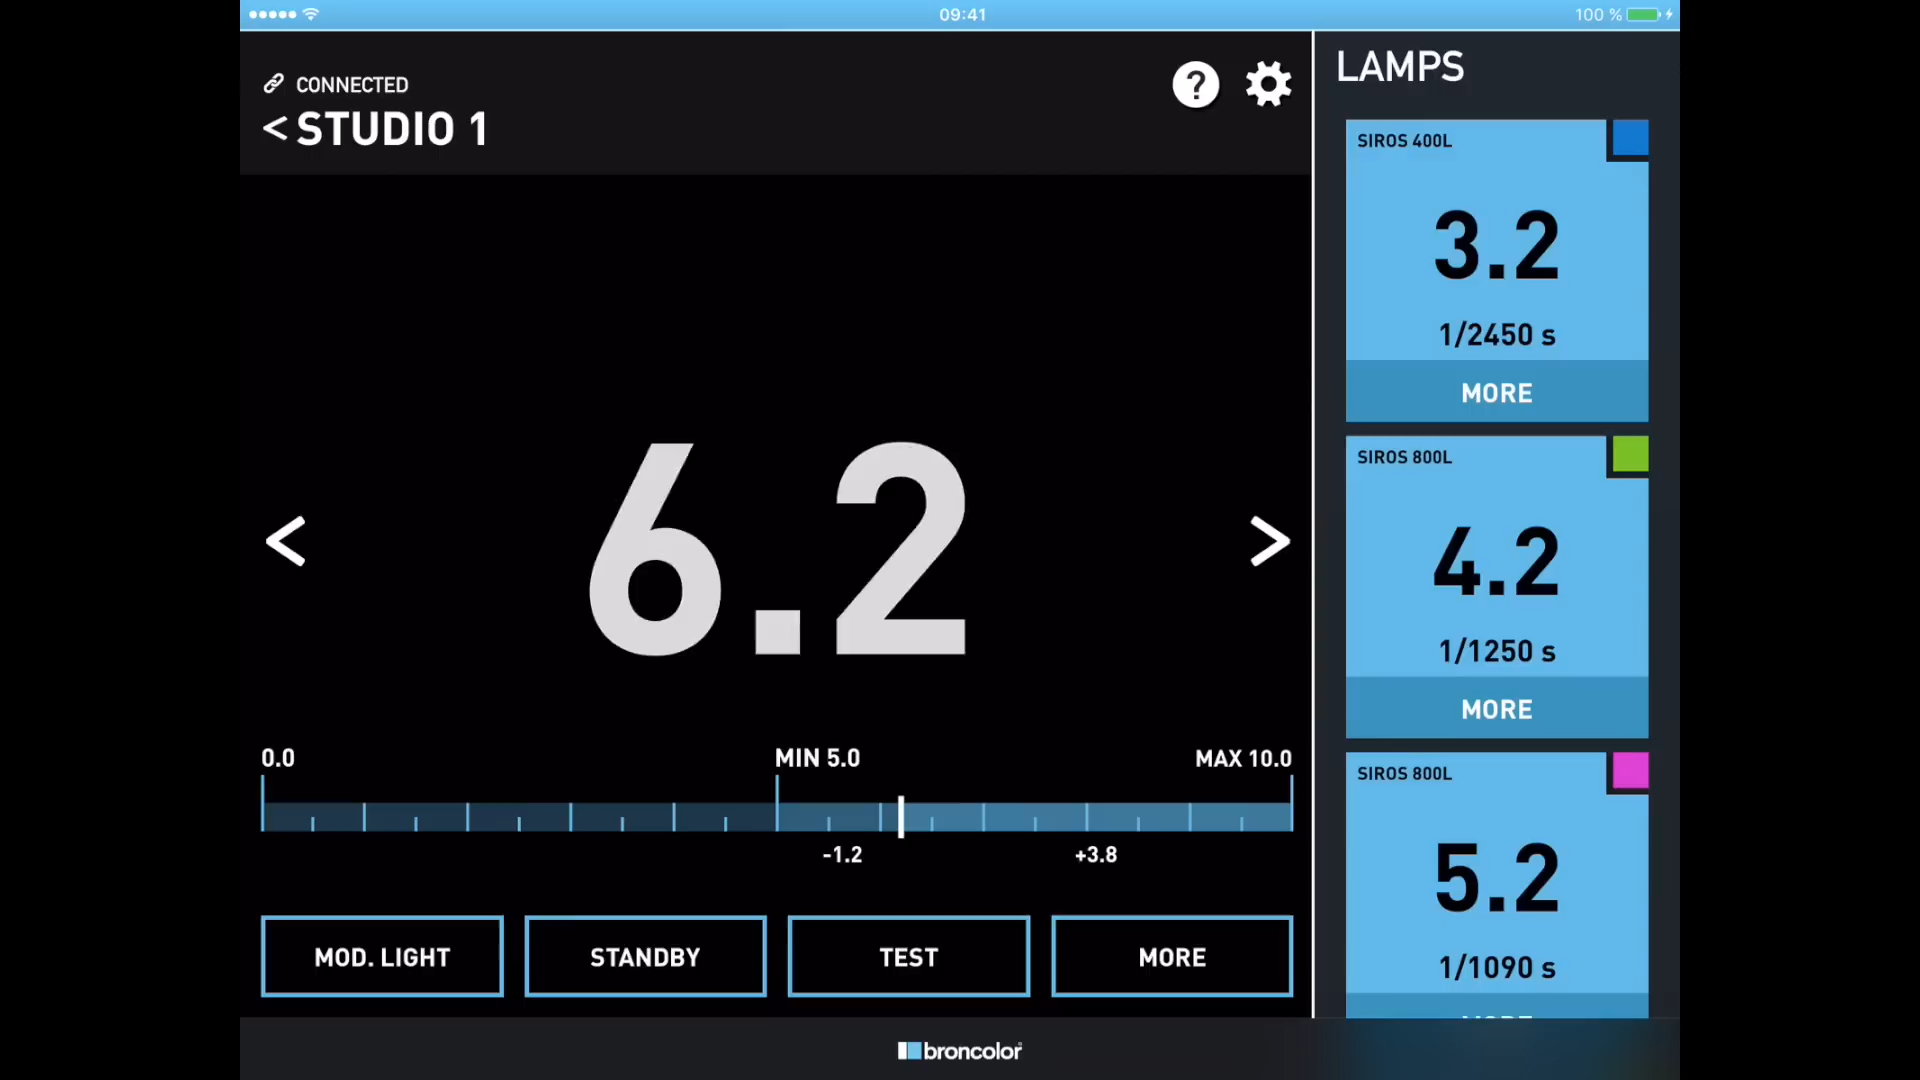 09:41
100 %
CONNECTED
< STUDIO 1
?
LAMPS
SIROS 400L
3.2
1/2450 s
MORE
SIROS 800L
4.2
1/1250 s
MORE
SIROS 800L
5.2
1/1090 s
<
6.2
>
0.0
MIN 5.0
MAX 10.0
-1.2
+3.8
MOD. LIGHT
STANDBY
TEST
MORE
broncolor